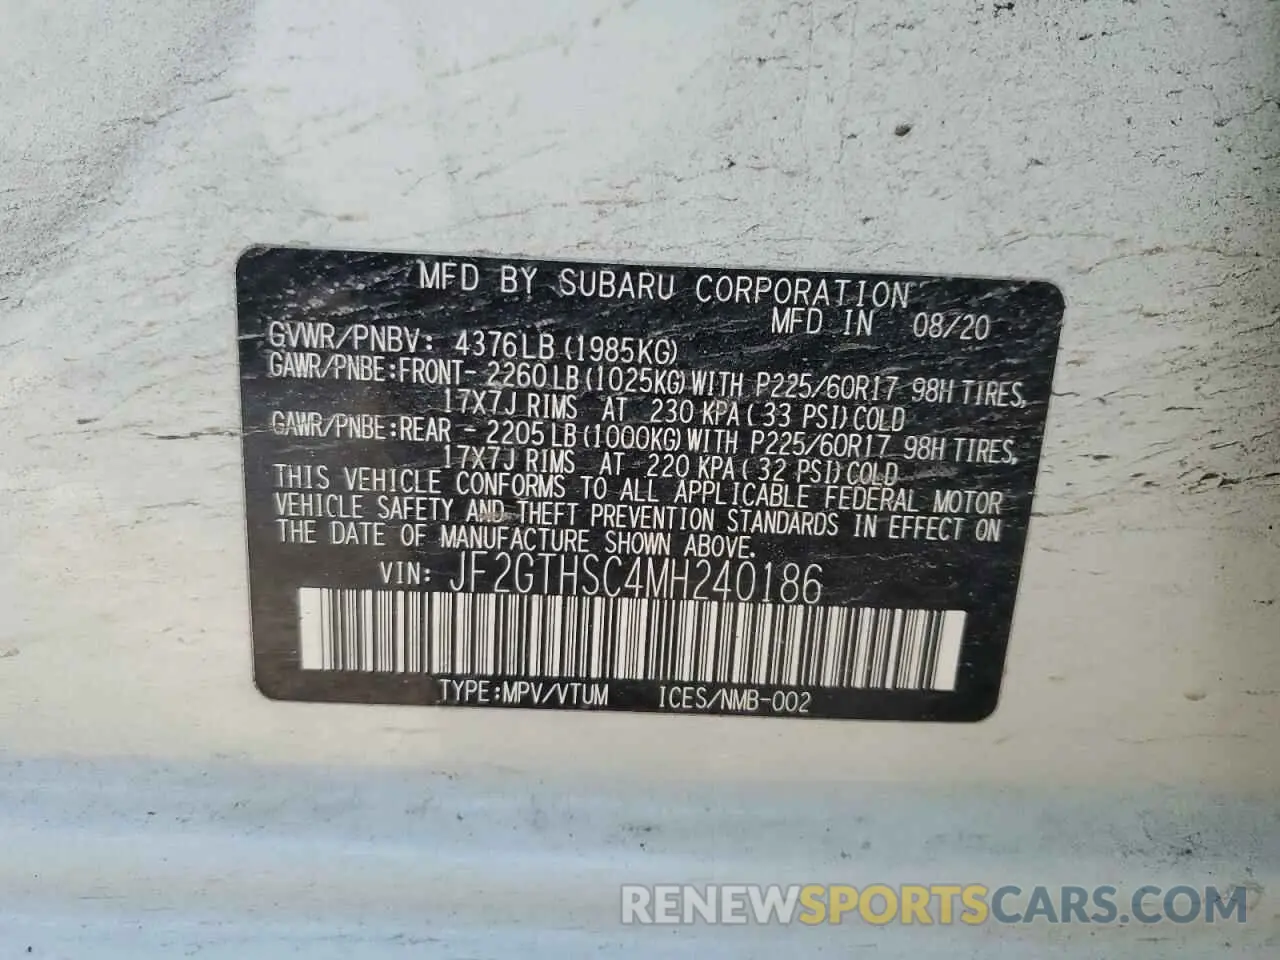 MFD BY SUBARU CORPORATION
MFD IN 08/20
GVWR/PNBV: 4376LB (1985KG)
GAWR/PNBE:FRONT- 2260LB(1025KG)WITH P225/60R17 98H TIRES,
17X7J RIMS AT 230 KPA(33 PSI)COLD
GAWR/PNBE:REAR - 2205LB(1000KG)WITH P225/60R17 98H TIRES,
17X7J RIMS AT 220 KPA(32 PSI)COLD
THIS VEHICLE CONFORMS TO ALL APPLICABLE FEDERAL MOTOR
VEHICLE SAFETY AND THEFT PREVENTION STANDARDS IN EFFECT ON
THE DATE OF MANUFACTURE SHOWN ABOVE.
VIN: JF2GTHSC4MH240186
TYPE:MPV/VTUM ICES/NMB-002
RENEWSPORTSCARS.COM